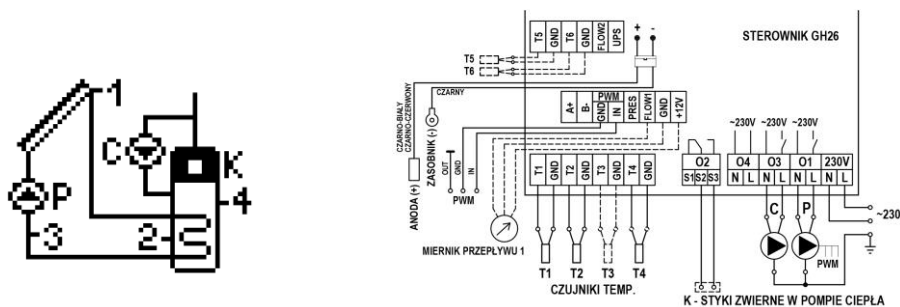 1
C
K
P
4
3
2
STEROWNIK GH26
T5 GND T6 GND FLOW2 UPS
+ -
T5
T6
CZARNO-BIAŁY
CZARNO-CZERWONY
CZARNY
ANODA (+)
ZASOBNIK (-)
PWM
A+ B- GND IN PRES FLOW1 GND +12V
OUT GND IN
PWM
MIERNIK PRZEPŁYWU 1
T1 GND T2 GND T3 GND T4 GND
T1 T2 T3 T4
CZUJNIKI TEMP.
O2
S1 S2 S3
~230V ~230V ~230V
O4 O3 O1 230V
N L N L N L N L
C P
~230
PWM
K - STYKI ZWIERNE W POMPIE CIEPŁA